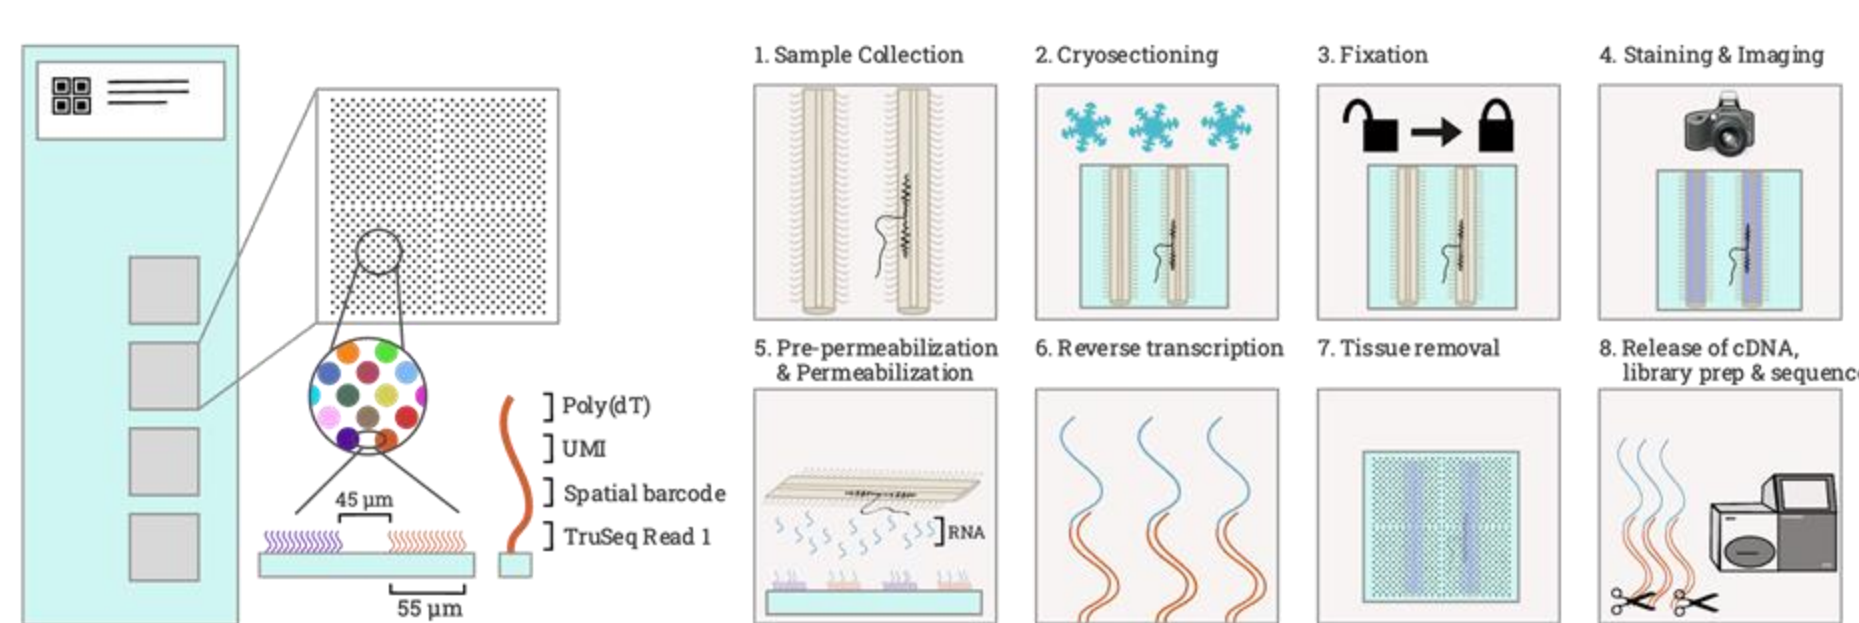 Poly(dT)
UMI
Spatial barcode
TruSeq Read 1
45 µm
55 µm
1. Sample Collection
2. Cryosectioning
3. Fixation
4. Staining & Imaging
5. Pre-permeabilization
& Permeabilization
RNA
6. Reverse transcription
7. Tissue removal
8. Release of cDNA,
library prep & sequenc